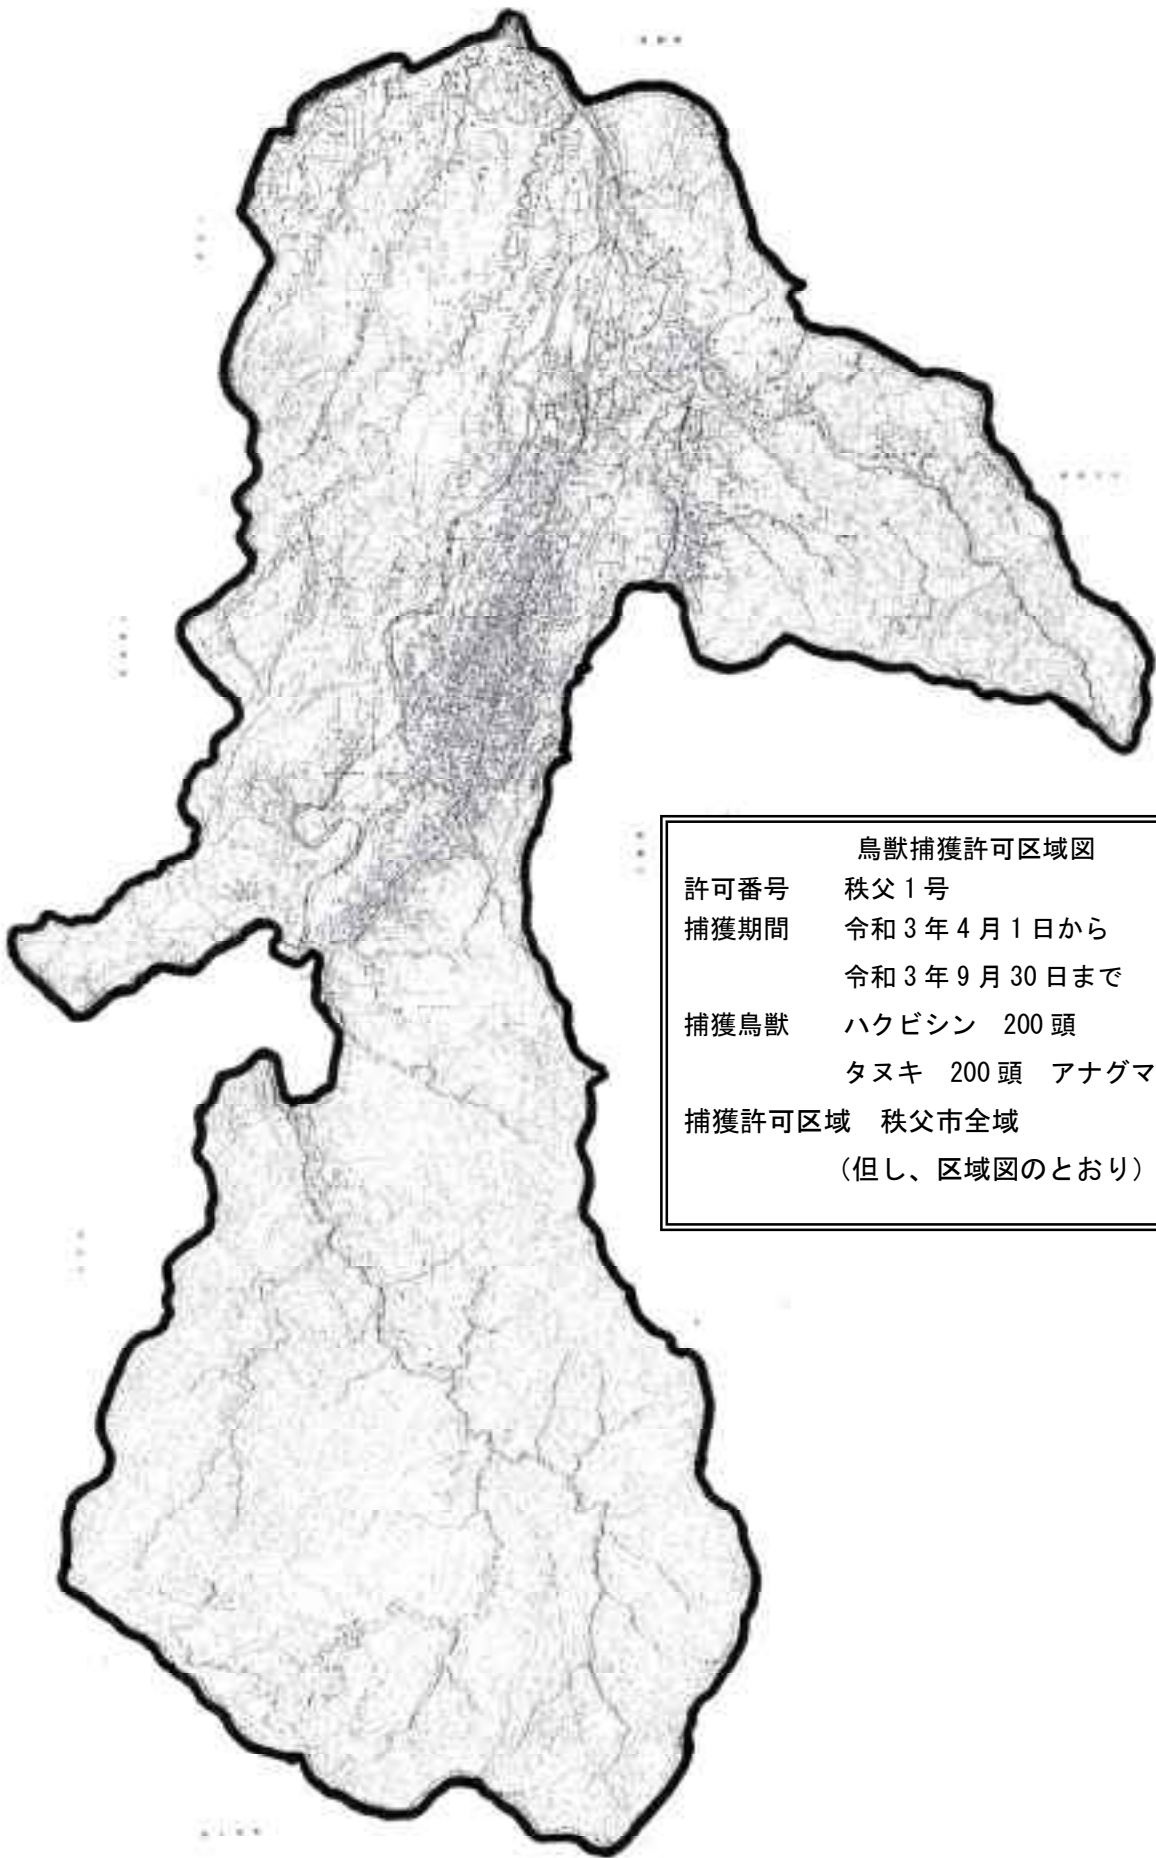 鳥獣捕獲許可区域図
許可番号 秩父1号
捕獲期間 令和3年4月1日から
令和3年9月30日まで
捕獲鳥獣 ハクビシン 200頭
タヌキ 200頭 アナグマ
捕獲許可区域 秩父市全域
（但し、区域図のとおり）